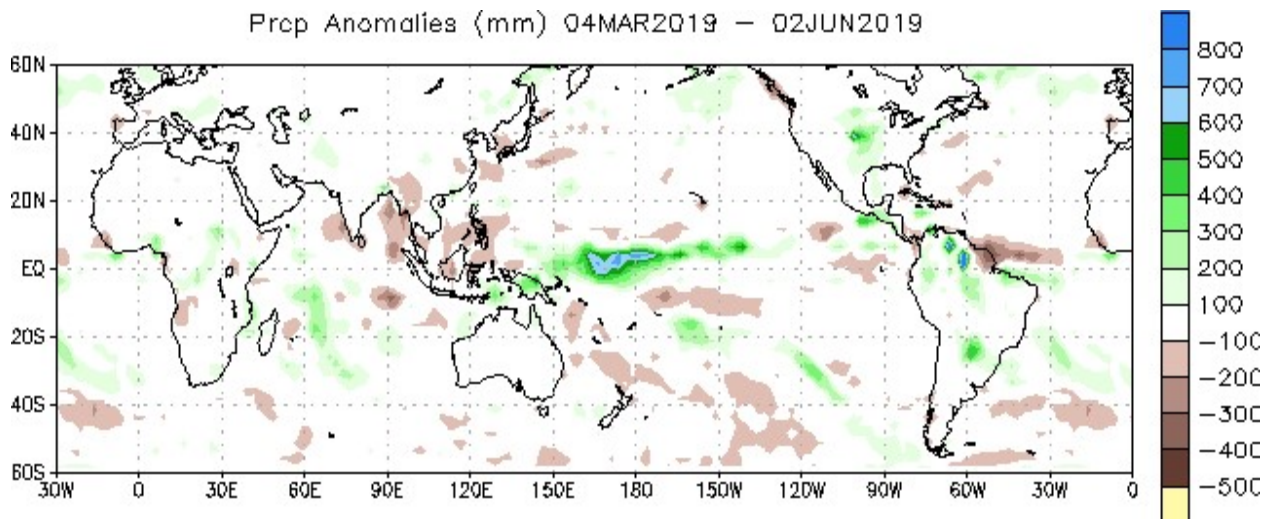 Prcp Anomalies (mm) 04MAR2019 – 02JUN2019
60N
40N
20N
EQ
20S
40S
60S
30W 0 30E 60E 90E 120E 150E 180 150W 120W 90W 60W 30W 0
800
700
600
500
400
300
200
100
−100
−200
−300
−400
−500